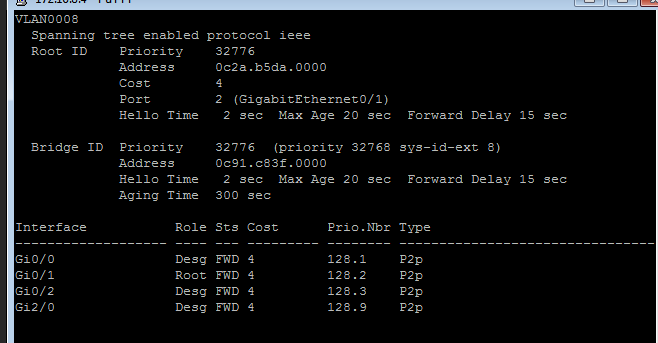 VLAN0008
Spanning tree enabled protocol ieee
Root ID    Priority    32776
Address     0c2a.b5da.0000
Cost        4
Port        2 (GigabitEthernet0/1)
Hello Time   2 sec  Max Age 20 sec  Forward Delay 15 sec
Bridge ID  Priority    32776  (priority 32768 sys-id-ext 8)
Address     0c91.c83f.0000
Hello Time   2 sec  Max Age 20 sec  Forward Delay 15 sec
Aging Time  300 sec
Interface           Role Sts Cost      Prio.Nbr Type
------------------- ---- --- --------- -------- --------------------------------
Gi0/0               Desg FWD 4         128.1    P2p
Gi0/1               Root FWD 4         128.2    P2p
Gi0/2               Desg FWD 4         128.3    P2p
Gi2/0               Desg FWD 4         128.9    P2p